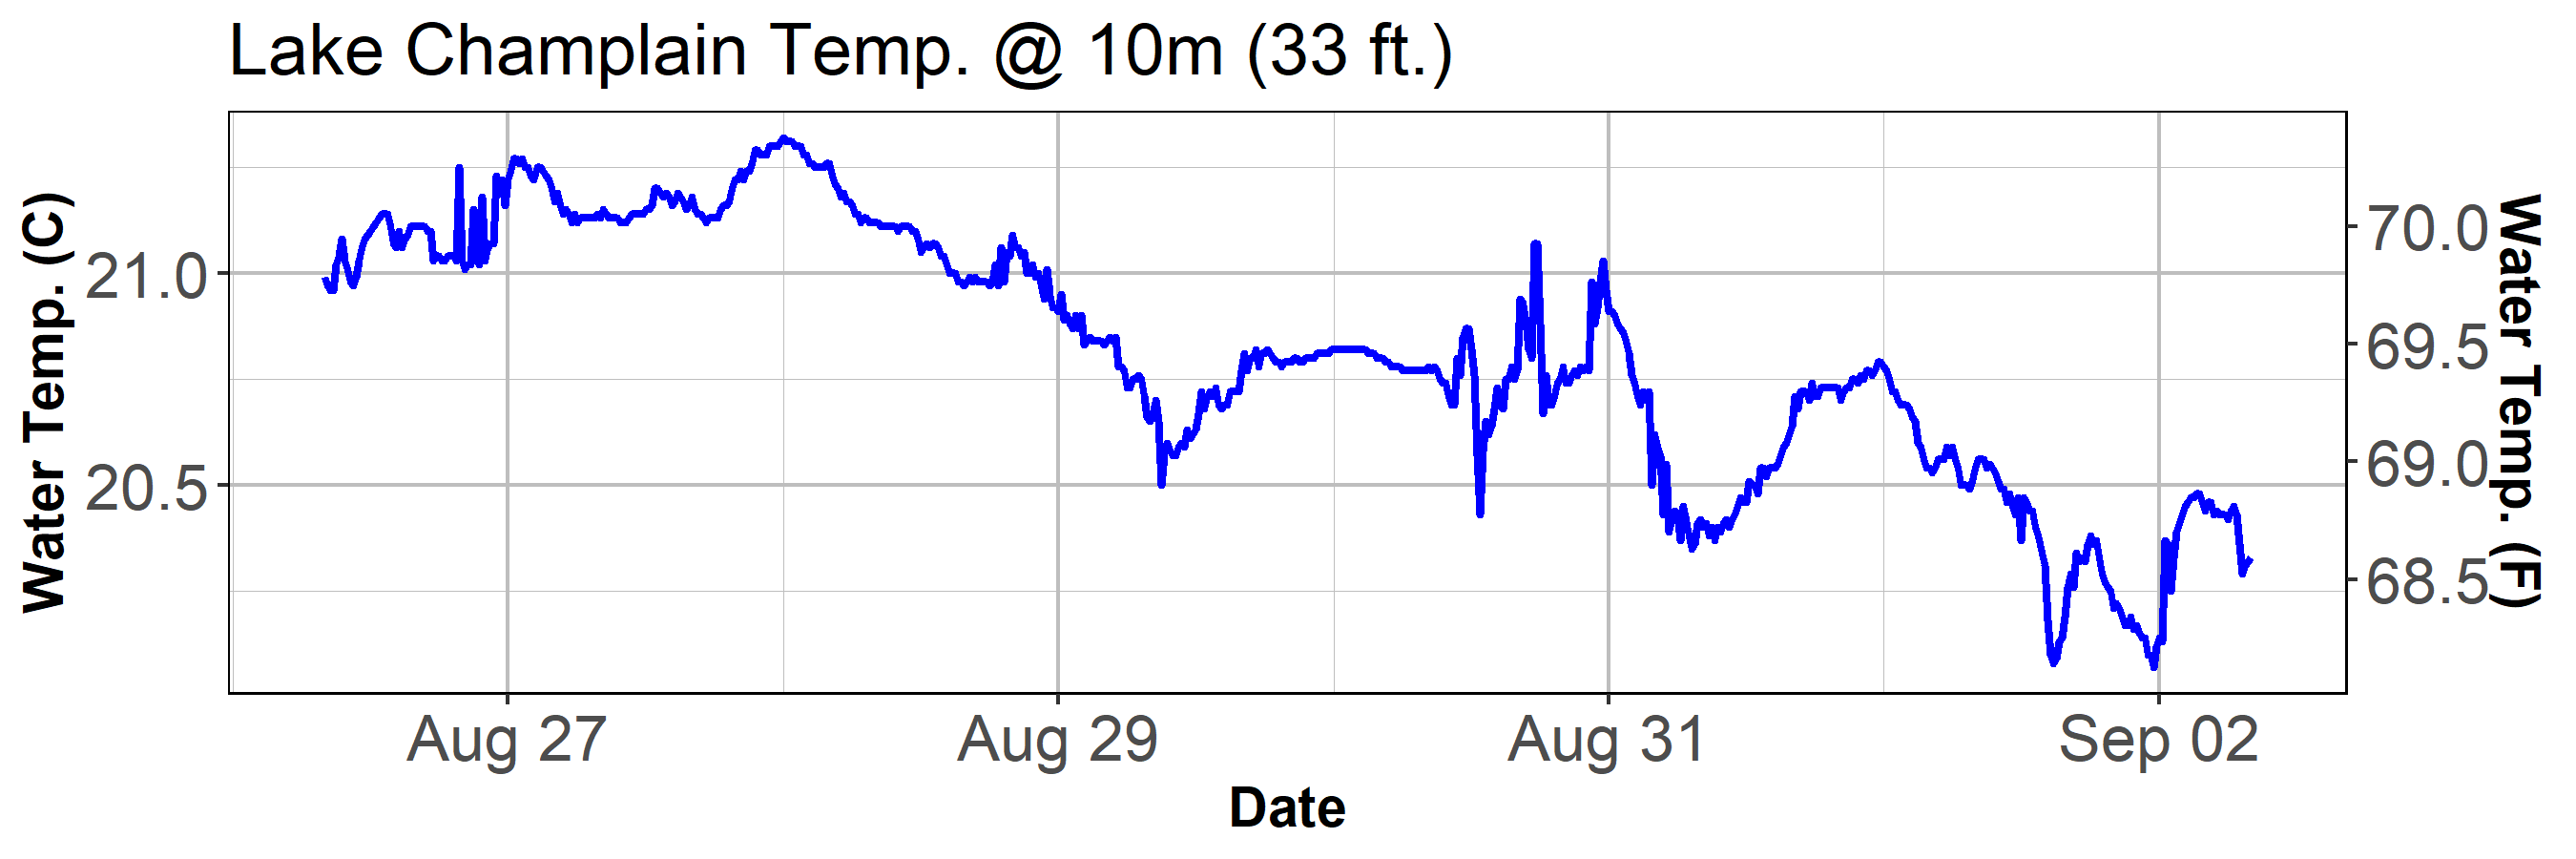 Lake Champlain Temp. @ 10m (33 ft.)
Water Temp. (C)
21.0
20.5
70.0
69.5
69.0
68.5
Water Temp. (F)
Aug 27
Aug 29
Aug 31
Sep 02
Date